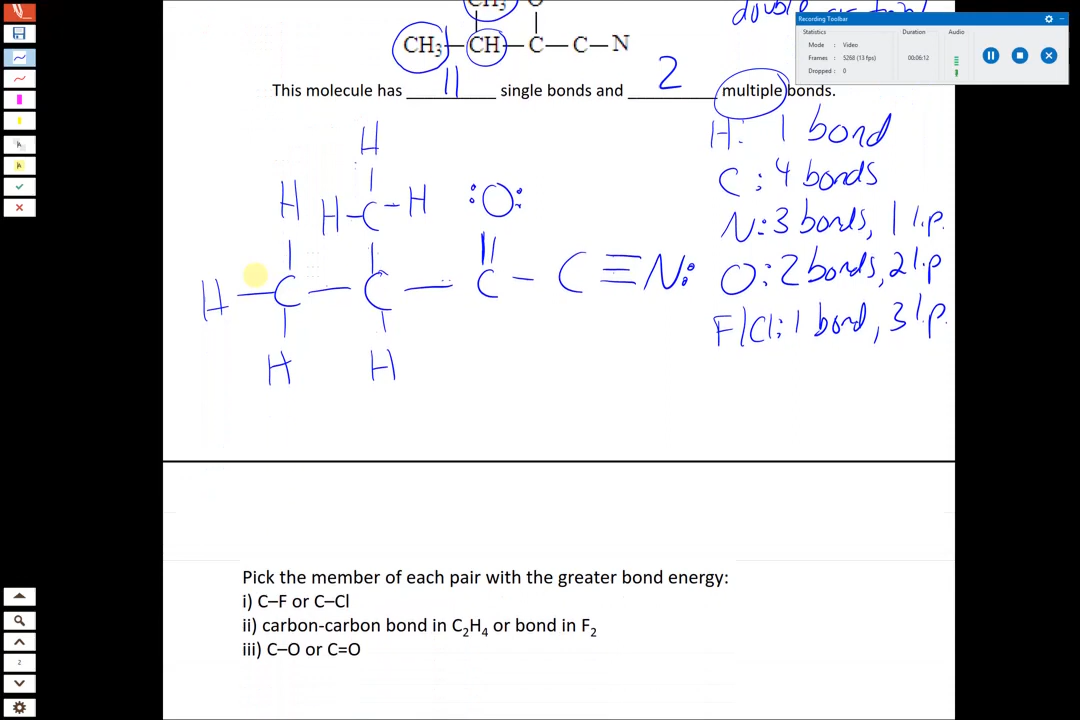 CH3 O
double
CH3–CH–C–C–N
This molecule has 11 single bonds and 2 multiple bonds.
Recording Toolbar
Statistics
Duration
Audio
Mode : Video
00:06:12
Frames : 5268 (13 fps)
Dropped : 0
H: 1 bond
C: 4 bonds
N: 3 bonds, 1 l.p.
O: 2 bonds, 2 l.p
F/Cl: 1 bond, 3 l.p.
H
H H–C–H :O:
H–C–C–C–C≡N:
H H
2
Pick the member of each pair with the greater bond energy:
i) C–F or C–Cl
ii) carbon-carbon bond in C2H4 or bond in F2
iii) C–O or C=O